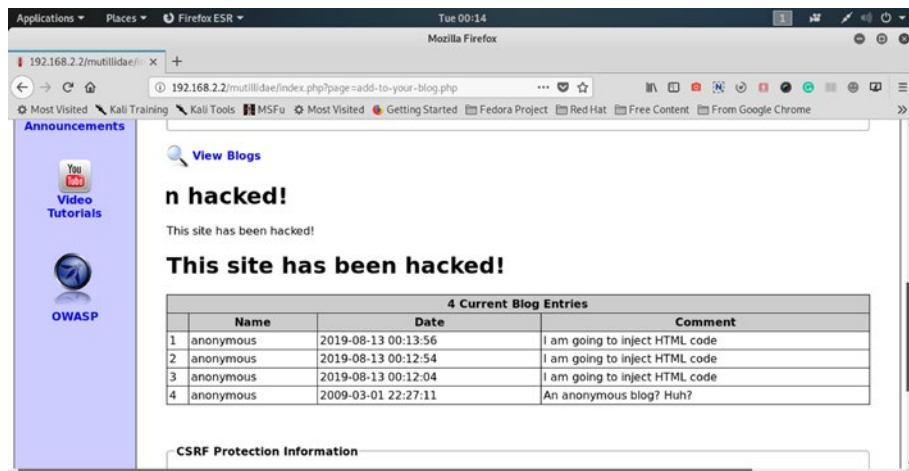 Applications Places Firefox ESR Tue 00:14 1
Mozilla Firefox
192.168.2.2/mutillidae/in × +
192.168.2.2/mutillidae/index.php?page=add-to-your-blog.php
Most Visited Kali Training Kali Tools MSFu Most Visited Getting Started Fedora Project Red Hat Free Content From Google Chrome
Announcements
View Blogs
You
Tube
Video
Tutorials
OWASP
n hacked!
This site has been hacked!
This site has been hacked!
4 Current Blog Entries
Name Date Comment
1 anonymous 2019-08-13 00:13:56 I am going to inject HTML code
2 anonymous 2019-08-13 00:12:54 I am going to inject HTML code
3 anonymous 2019-08-13 00:12:04 I am going to inject HTML code
4 anonymous 2009-03-01 22:27:11 An anonymous blog? Huh?
CSRF Protection Information